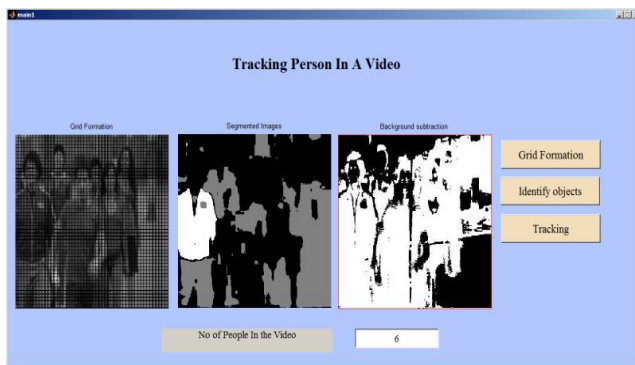 main1
Tracking Person In A Video
Grid Formation
Segmented Images
Background subtraction
Grid Formation
Identify objects
Tracking
No of People In the Video
6